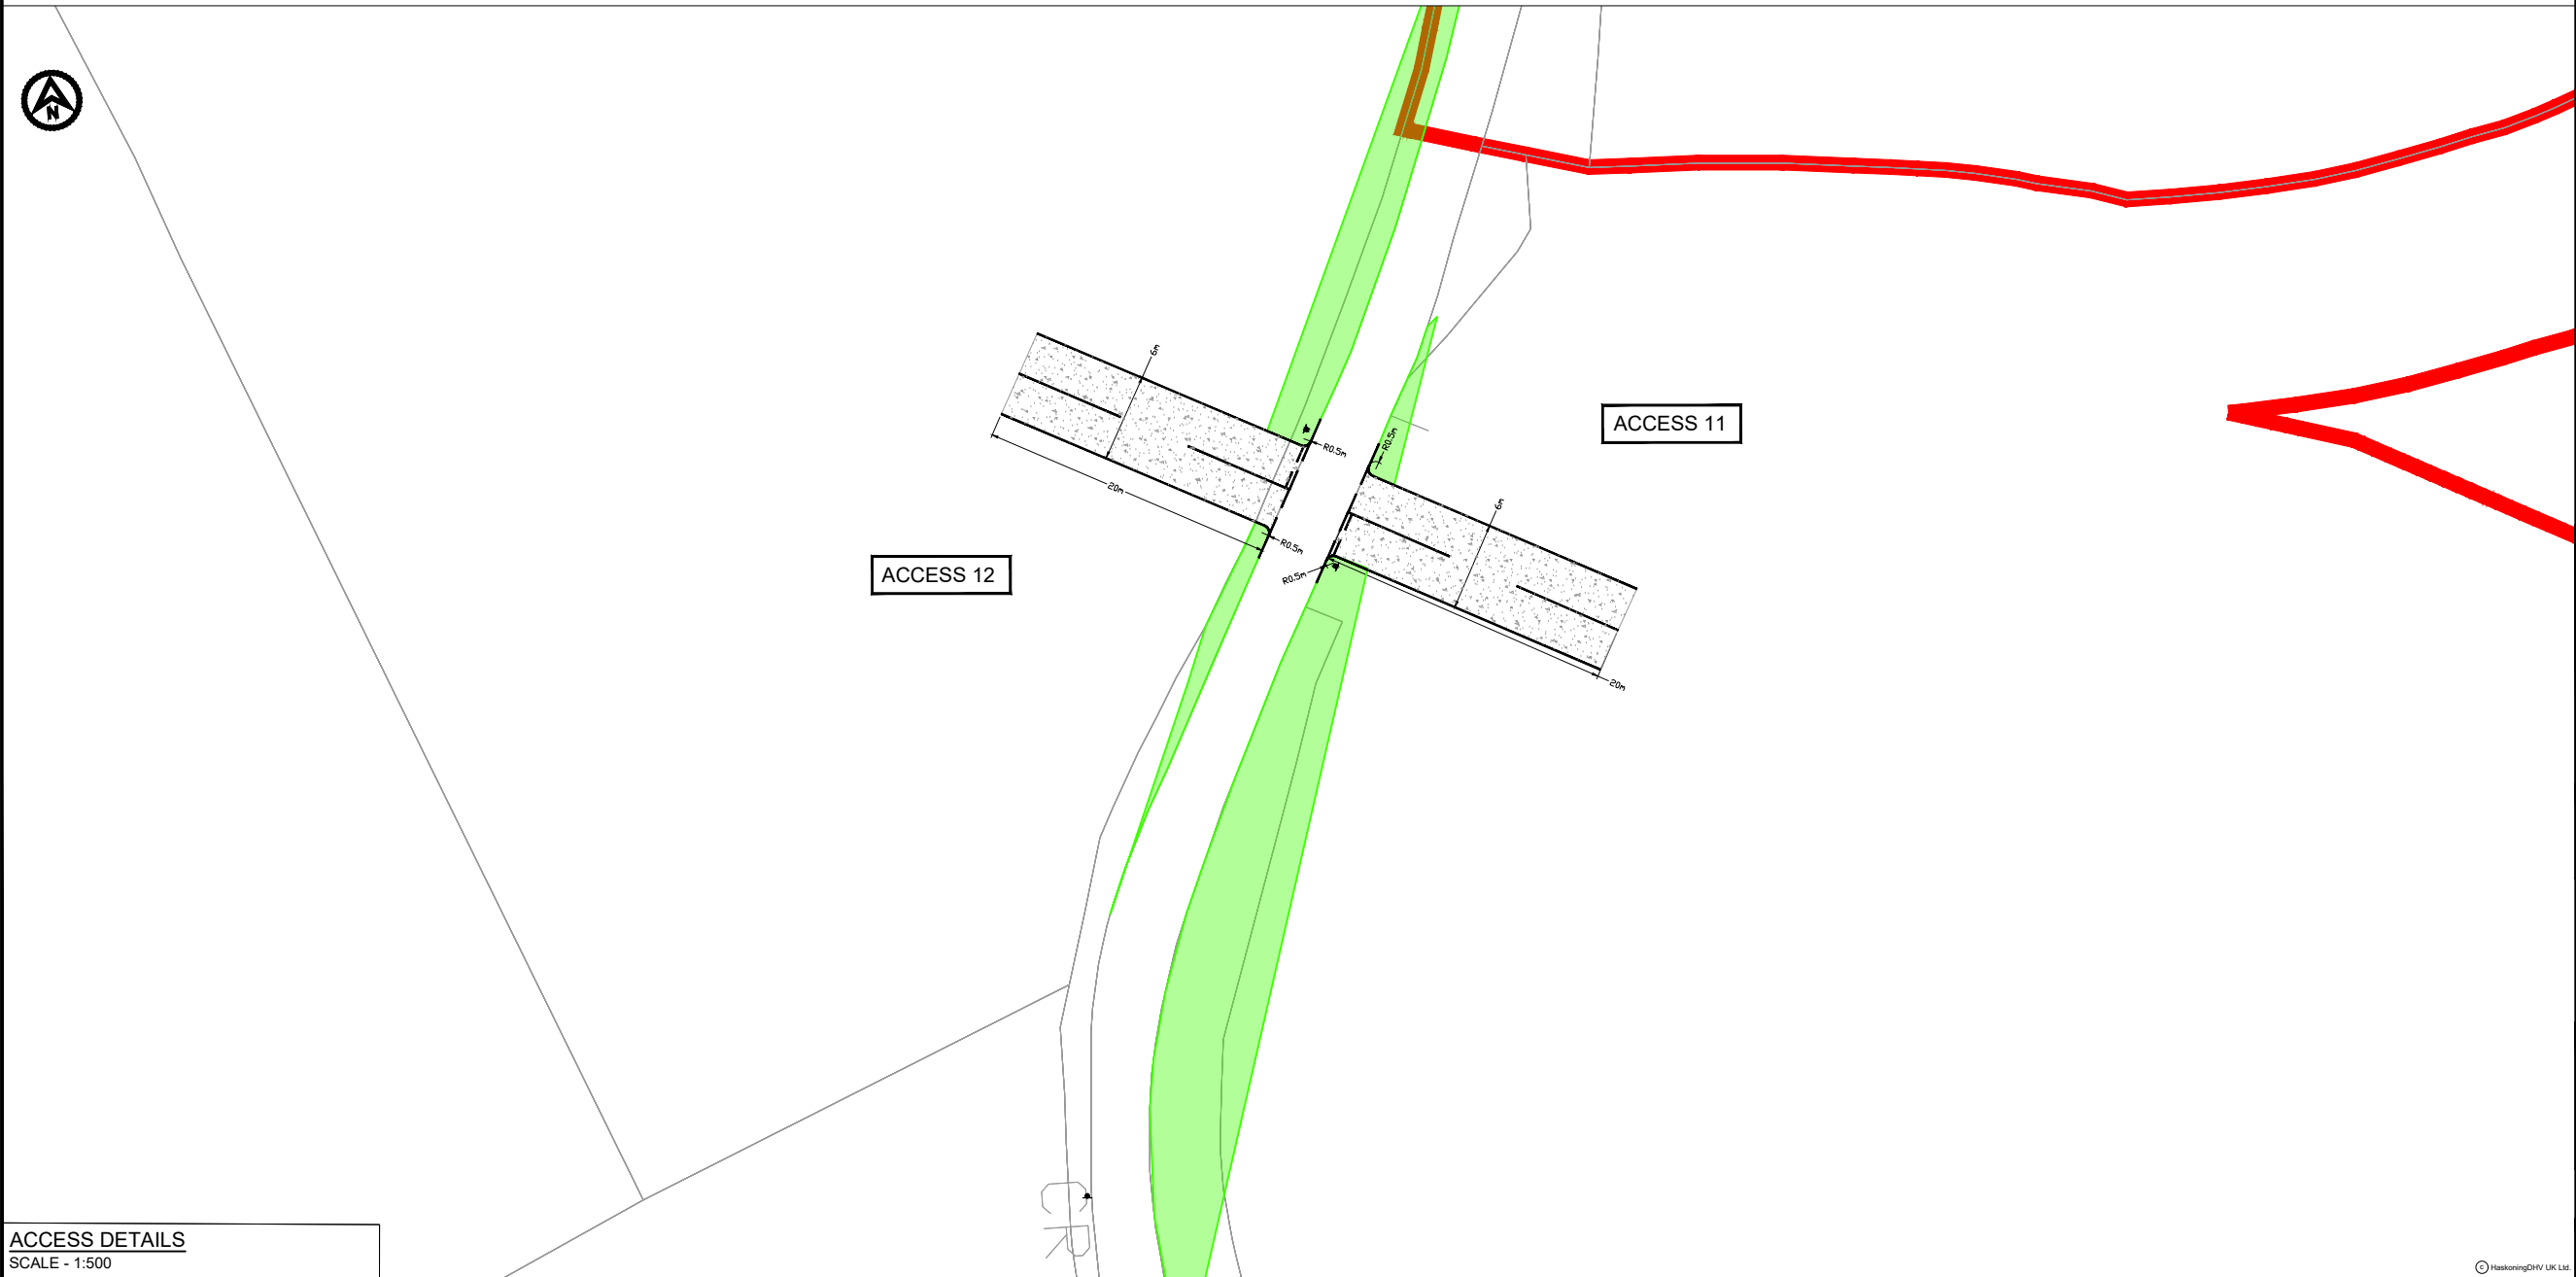 N
6m
R0.5m
R0.5m
ACCESS 11
20m
6m
R0.5m
ACCESS 12
R0.5m
20m
ACCESS DETAILS
SCALE - 1:500
© HaskoningDHV UK Ltd.